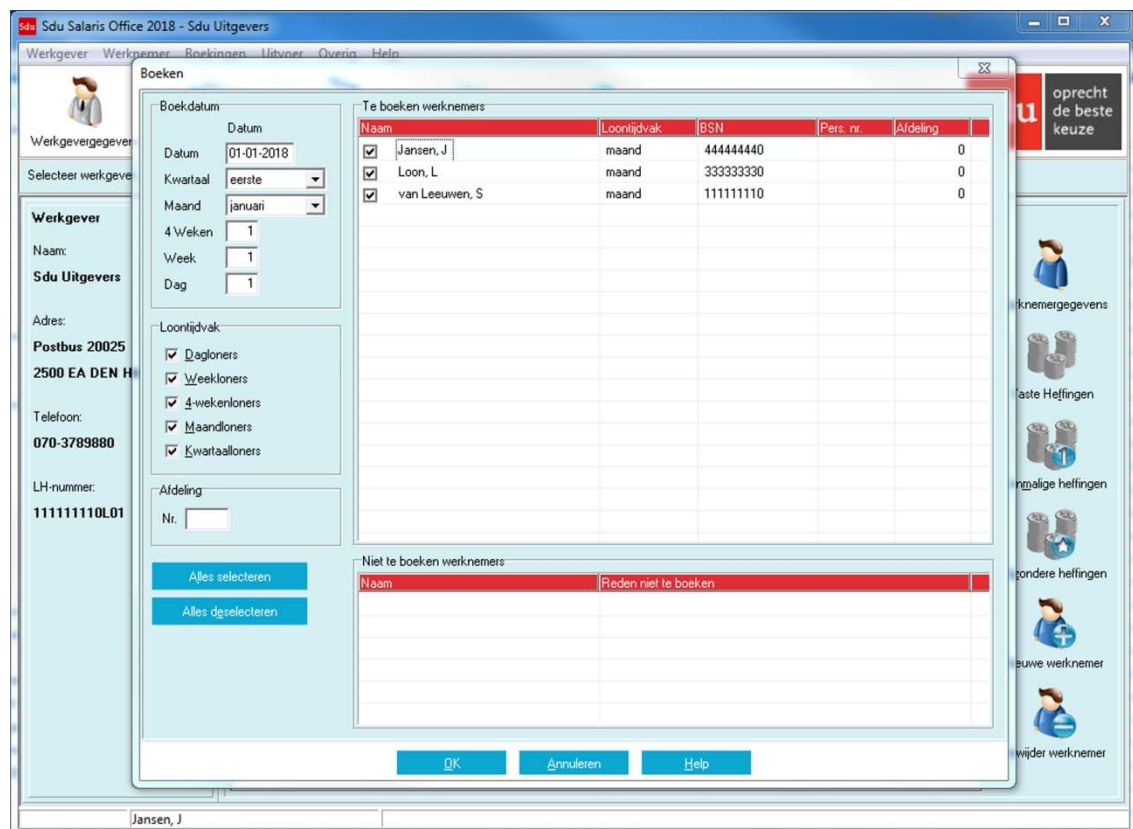 Sdu Sdu Salaris Office 2018 - Sdu Uitgevers
Werkgever Werknemer Boekingen Uitvoer Overig Help
Boeken
Werkgevergegever
u oprecht
de beste
keuze
Selecteer werkgeve
Werkgever
Naam:
Sdu Uitgevers
Adres:
Postbus 20025
2500 EA DEN H
Telefoon:
070-3789880
LH-nummer:
111111110L01
Boekdatum
Datum
Datum 01-01-2018
Kwartaal eerste
Maand januari
4 Weken 1
Week 1
Dag 1
Loontijdvak
Dagloners
Weekloners
4-wekenloners
Maandloners
Kwartaalloners
Afdeling
Nr.
Alles selecteren
Alles deselecteren
Te boeken werknemers
Naam Loontijdvak BSN Pers. nr. Afdeling
Jansen, J maand 444444440 0
Loon, L maand 333333330 0
van Leeuwen, S maand 111111110 0
Niet te boeken werknemers
Naam Reden niet te boeken
OK Annuleren Help
rknemergegevens
aste Heffingen
nmalige heffingen
zondere heffingen
euwe werknemer
wijder werknemer
Jansen, J